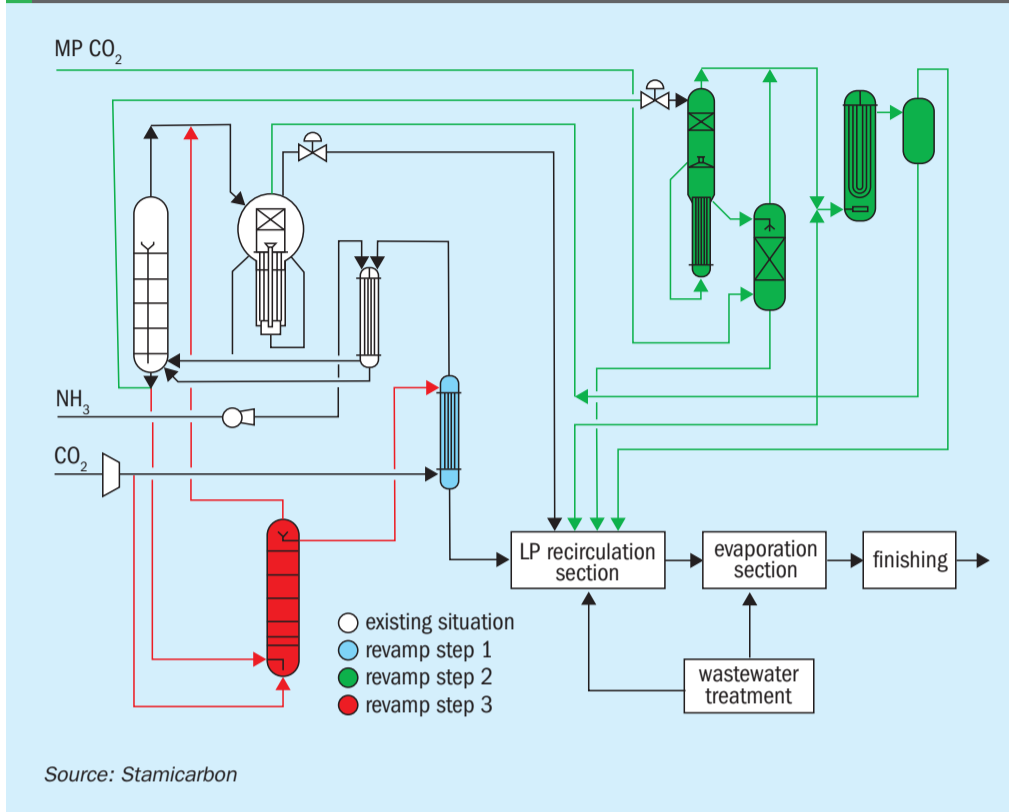 MP CO₂
NH₃
CO₂
LP recirculation
section
evaporation
section
finishing
existing situation
revamp step 1
revamp step 2
revamp step 3
wastewater
treatment
Source: Stamicarbon